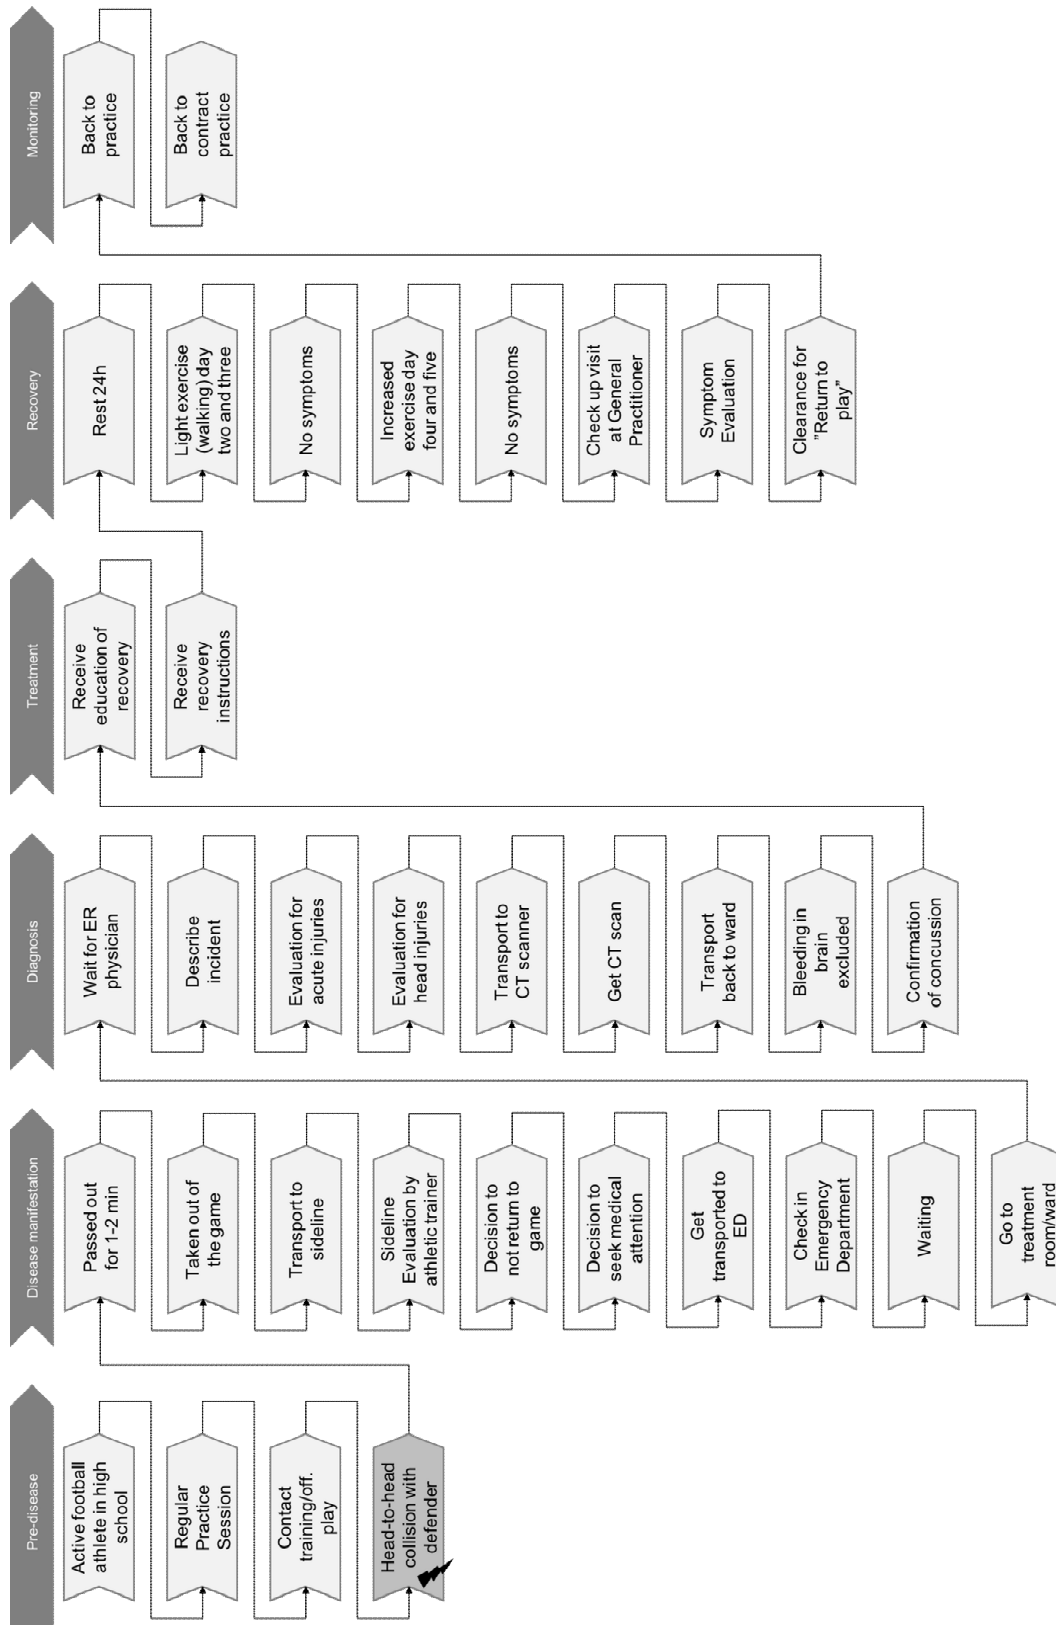 Pre-disease
Active football
athlete in high
school
Regular
Practice
Session
Contact
training/off.
play
Head-to-head
collision with
defender
Disease manifestation
Passed out
for 1-2 min
Taken out of
the game
Transport to
sideline
Sideline
Evaluation by
athletic trainer
Decision to
not return to
game
Decision to
seek medical
attention
Get
transported to
ED
Check in
Emergency
Department
Waiting
Go to
treatment
room/ward
Diagnosis
Wait for ER
physician
Describe
incident
Evaluation for
acute injuries
Evaluation for
head injuries
Transport to
CT scanner
Get CT scan
Transport
back to ward
Bleeding in
brain
excluded
Confirmation
of concussion
Treatment
Receive
education of
recovery
Receive
recovery
instructions
Recovery
Rest 24h
Light exercise
(walking) day
two and three
No symptoms
Increased
exercise day
four and five
No symptoms
Check up visit
at General
Practitioner
Symptom
Evaluation
Clearance for
”Return to
play”
Monitoring
Back to
practice
Back to
contract
practice